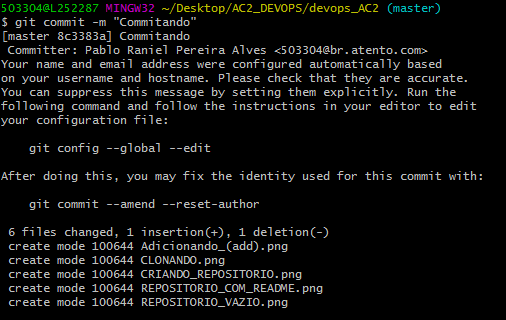 503304@L252287 MINGW32 ~/Desktop/AC2_DEVOPS/devops_AC2 (master)
$ git commit -m "Commitando"
[master 8c3383a] Commitando
 Committer: Pablo Raniel Pereira Alves <503304@br.atento.com>
Your name and email address were configured automatically based
on your username and hostname. Please check that they are accurate.
You can suppress this message by setting them explicitly. Run the
following command and follow the instructions in your editor to edit
your configuration file:
    git config --global --edit
After doing this, you may fix the identity used for this commit with:
    git commit --amend --reset-author
 6 files changed, 1 insertion(+), 1 deletion(-)
 create mode 100644 Adicionando_(add).png
 create mode 100644 CLONANDO.png
 create mode 100644 CRIANDO_REPOSITORIO.png
 create mode 100644 REPOSITORIO_COM_README.png
 create mode 100644 REPOSITORIO_VAZIO.png